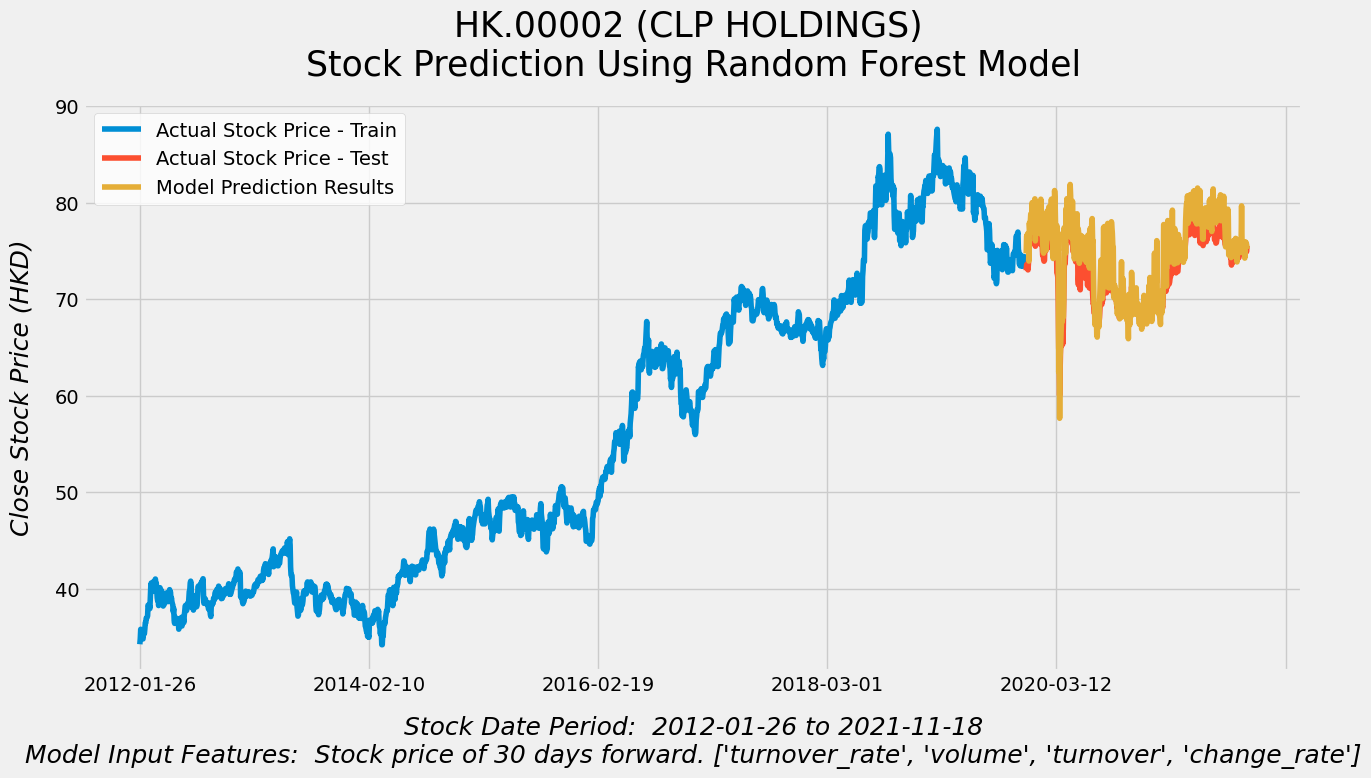 HK.00002 (CLP HOLDINGS)
Stock Prediction Using Random Forest Model
90
Actual Stock Price - Train
Actual Stock Price - Test
Model Prediction Results
80
70
60
50
40
Close Stock Price (HKD)
2012-01-26 2014-02-10 2016-02-19 2018-03-01 2020-03-12
Stock Date Period:  2012-01-26 to 2021-11-18
Model Input Features:  Stock price of 30 days forward. ['turnover_rate', 'volume', 'turnover', 'change_rate']